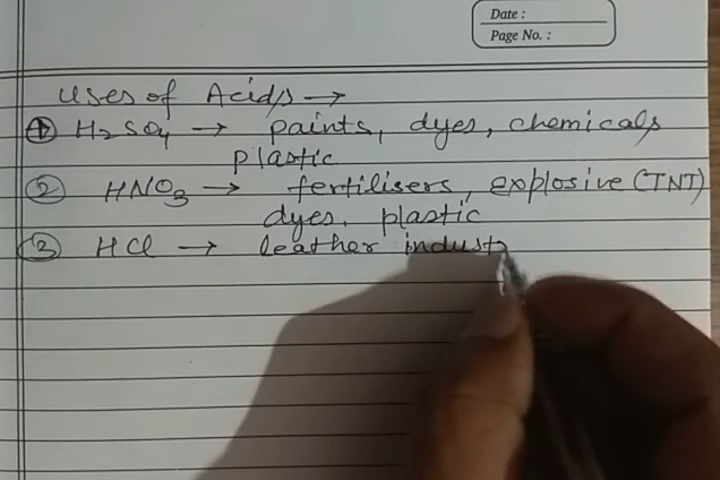 Date :
Page No. :
Uses of Acids →
① H₂SO₄ → paints, dyes, chemicals
plastic
② HNO₃ → fertilisers, explosive (TNT)
dyes. plastic
③ HCl → leather indust